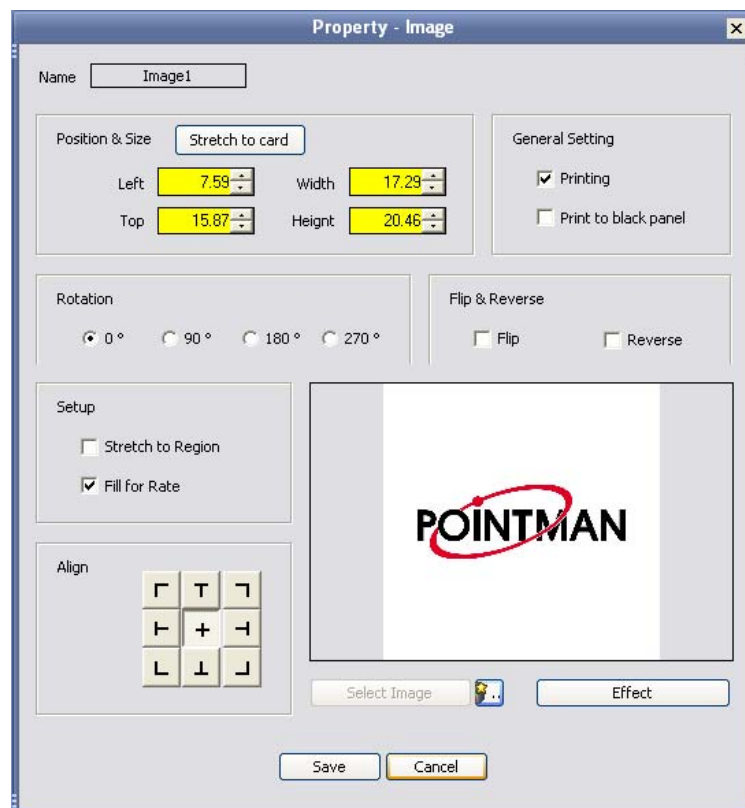 Property - Image
Name Image1
Position & Size Stretch to card
Left 7.59 Width 17.29
Top 15.87 Heignt 20.46
General Setting
Printing
Print to black panel
Rotation
0 ° 90 ° 180 ° 270 °
Flip & Reverse
Flip Reverse
Setup
Stretch to Region
Fill for Rate
POINTMAN
Align
Select Image .. Effect
Save Cancel